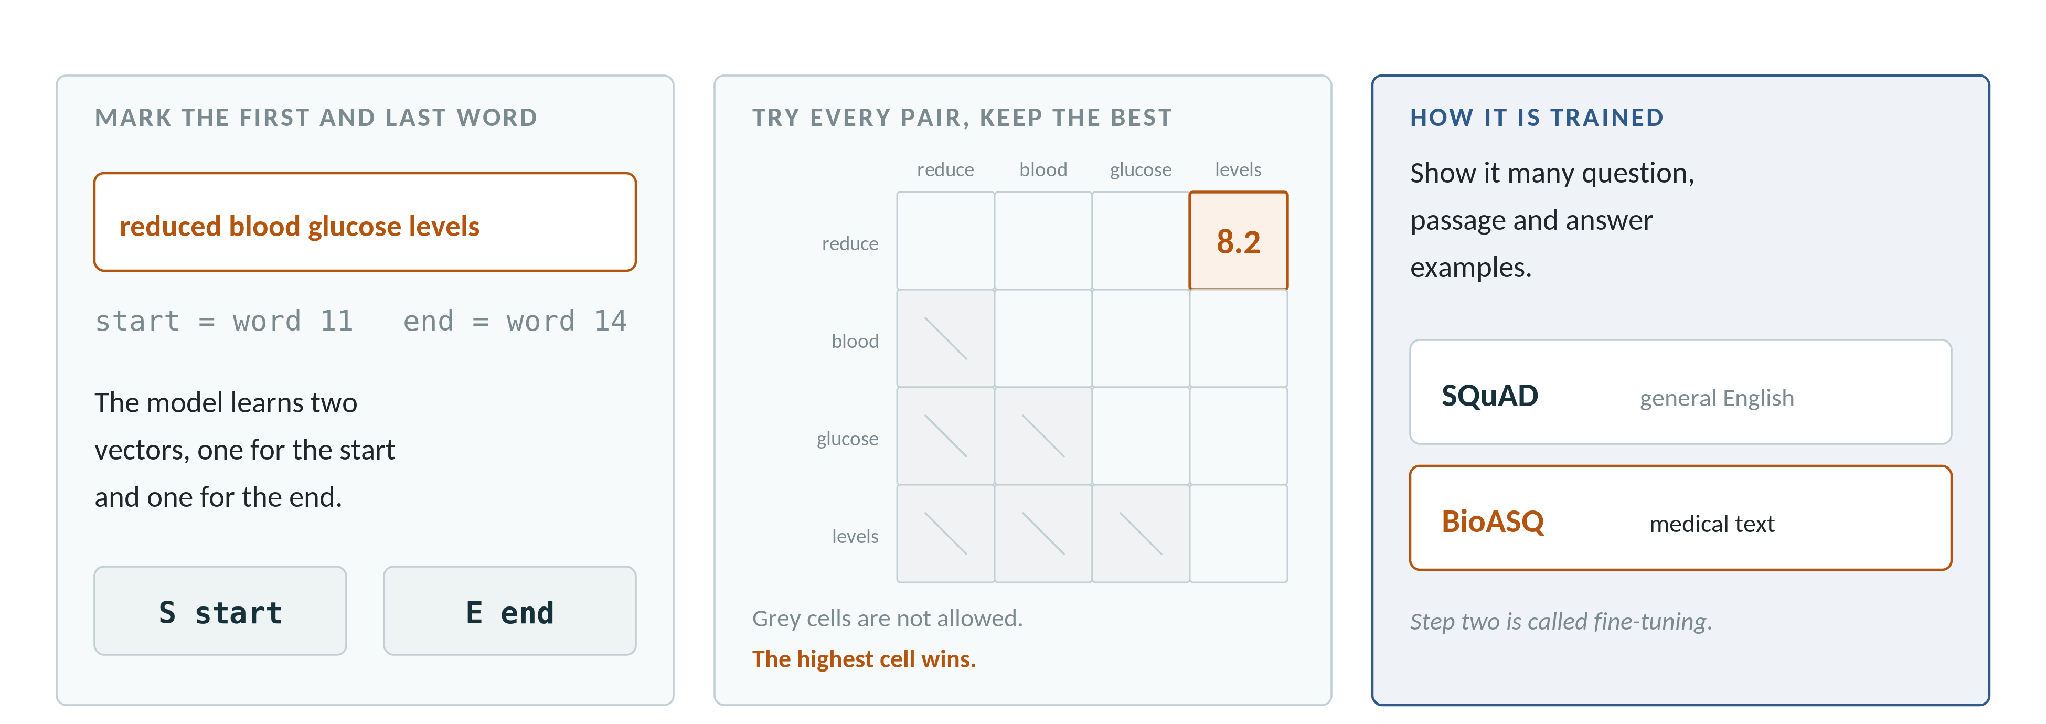 MARK THE FIRST AND LAST WORD
reduced blood glucose levels
start = word 11 end = word 14
The model learns two
vectors, one for the start
and one for the end.
S start
E end
TRY EVERY PAIR, KEEP THE BEST
reduce blood glucose levels
reduce 8.2
blood
glucose
levels
Grey cells are not allowed.
The highest cell wins.
HOW IT IS TRAINED
Show it many question,
passage and answer
examples.
SQuAD general English
BioASQ medical text
Step two is called fine-tuning.